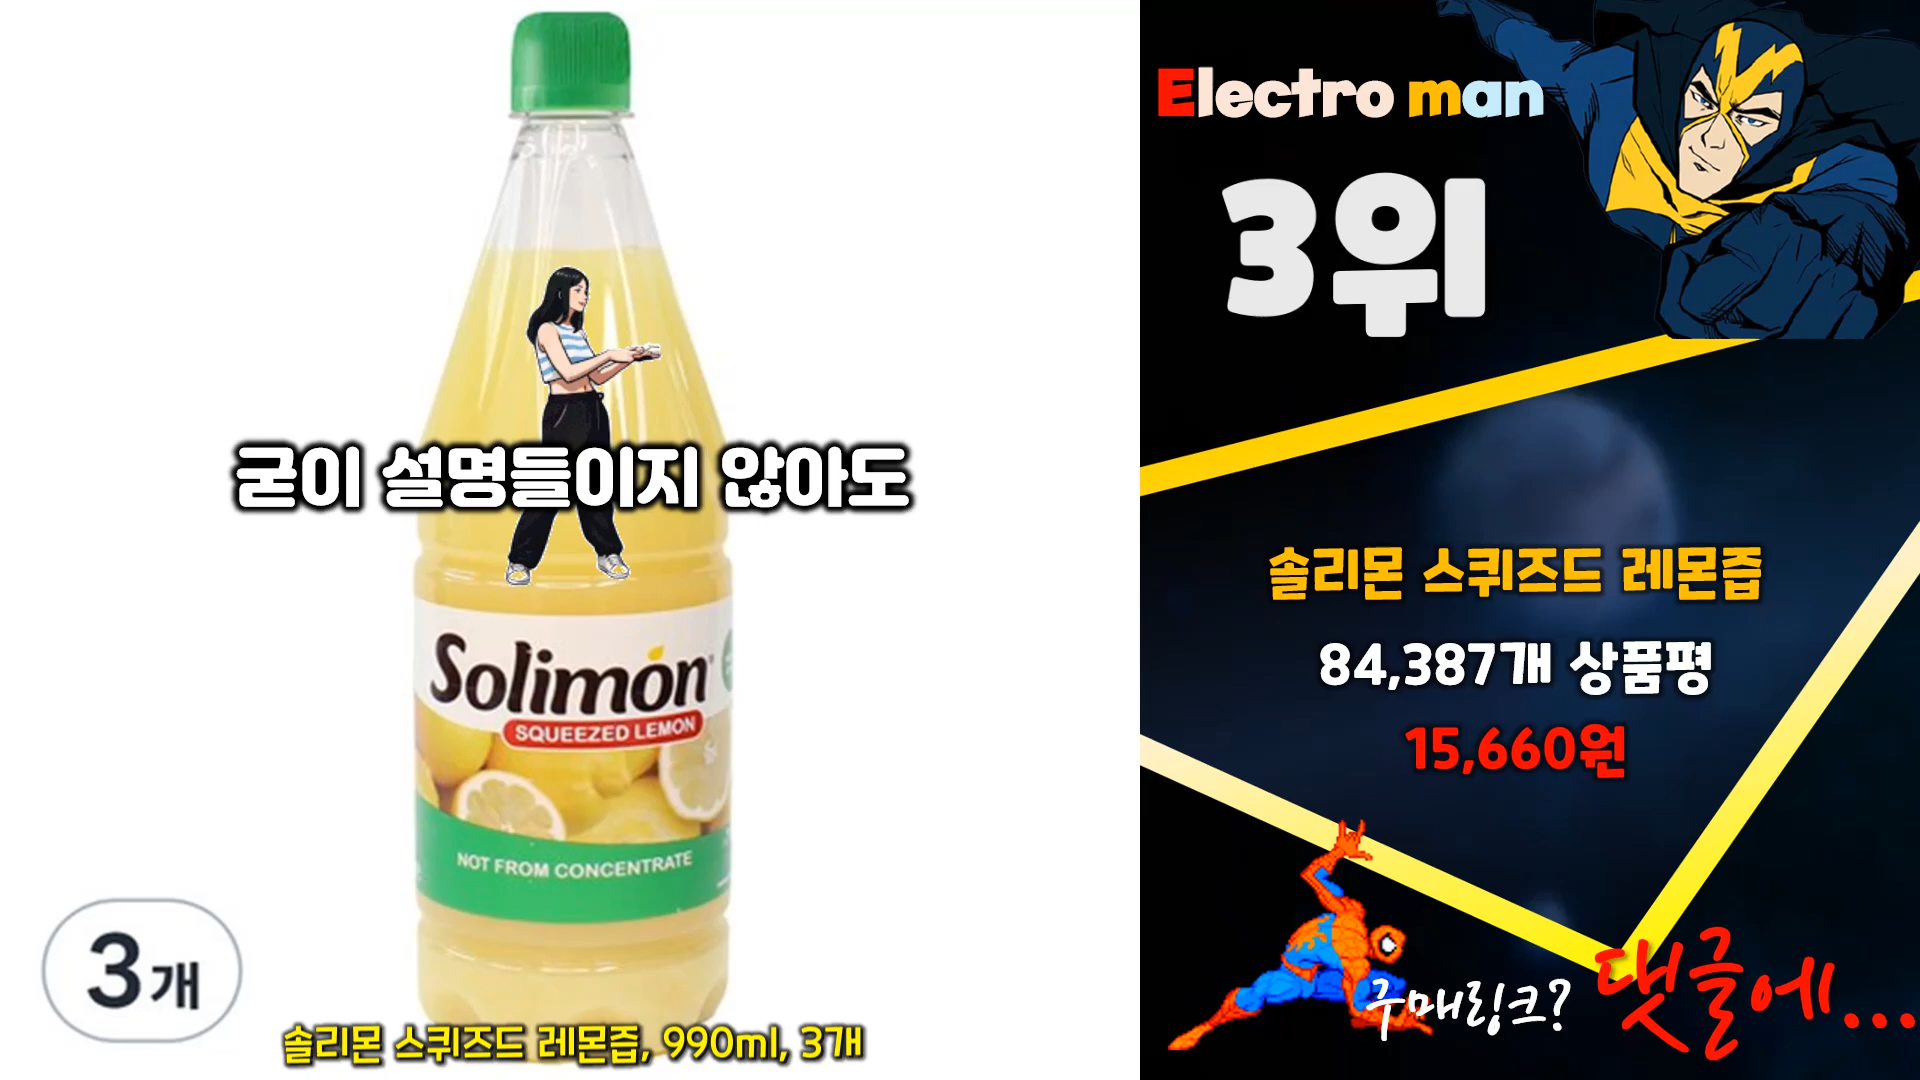 굳이 설명들이지 않아도
Solimon
SQUEEZED LEMON
NOT FROM CONCENTRATE
3개
솔리몬 스퀴즈드 레몬즙, 990ml, 3개
Electro man
3위
솔리몬 스퀴즈드 레몬즙
84,387개 상품평
15,660원
구매링크? 댓글에...